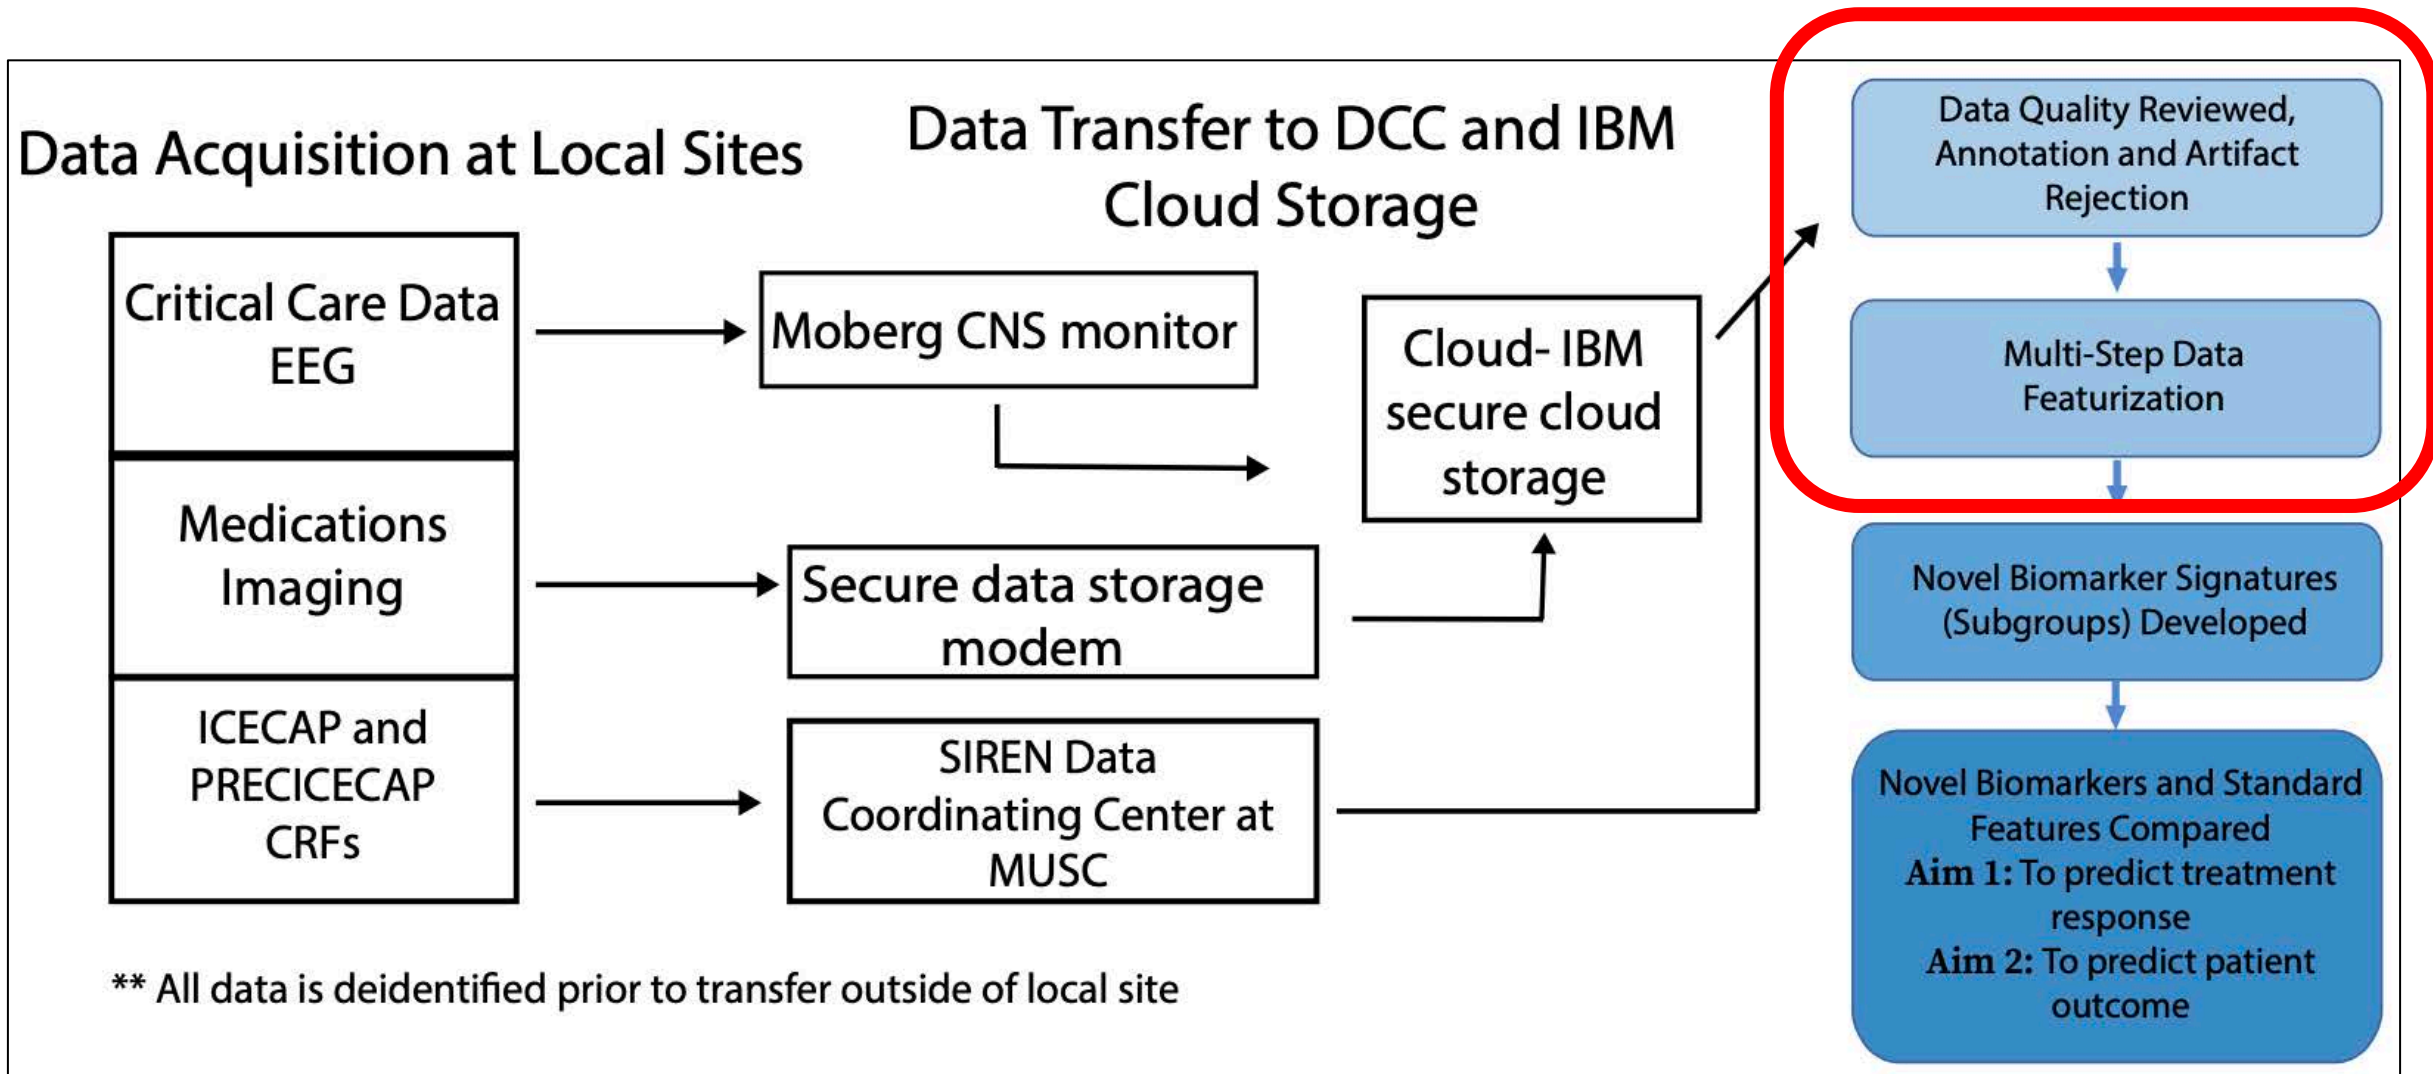 Data Acquisition at Local Sites
Data Transfer to DCC and IBM
Cloud Storage
Critical Care Data
EEG
Medications
Imaging
ICECAP and
PRECICECAP
CRFs
Moberg CNS monitor
Secure data storage
modem
SIREN Data
Coordinating Center at
MUSC
Cloud- IBM
secure cloud
storage
Data Quality Reviewed,
Annotation and Artifact
Rejection
Multi-Step Data
Featurization
Novel Biomarker Signatures
(Subgroups) Developed
Novel Biomarkers and Standard
Features Compared
Aim 1: To predict treatment
response
Aim 2: To predict patient
outcome
** All data is deidentified prior to transfer outside of local site